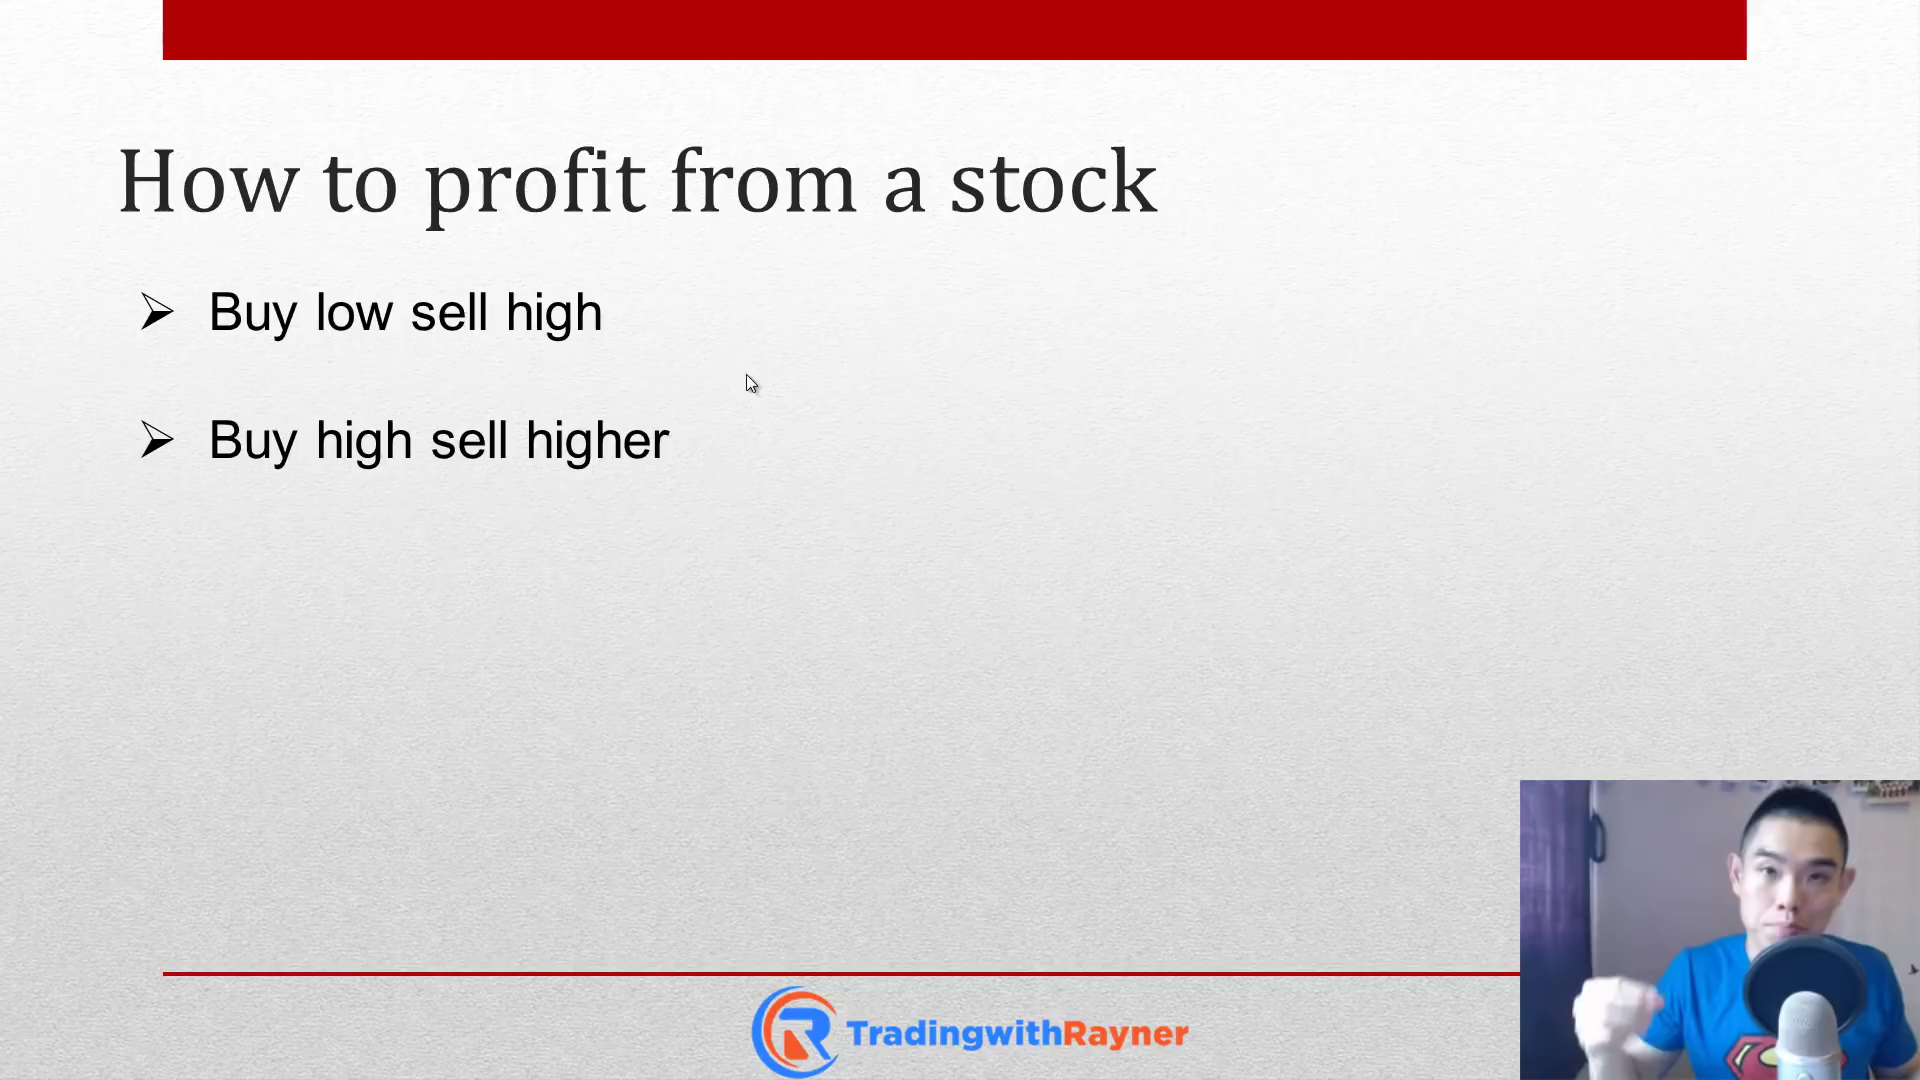 How to profit from a stock
Buy low sell high
Buy high sell higher
TradingwithRayner